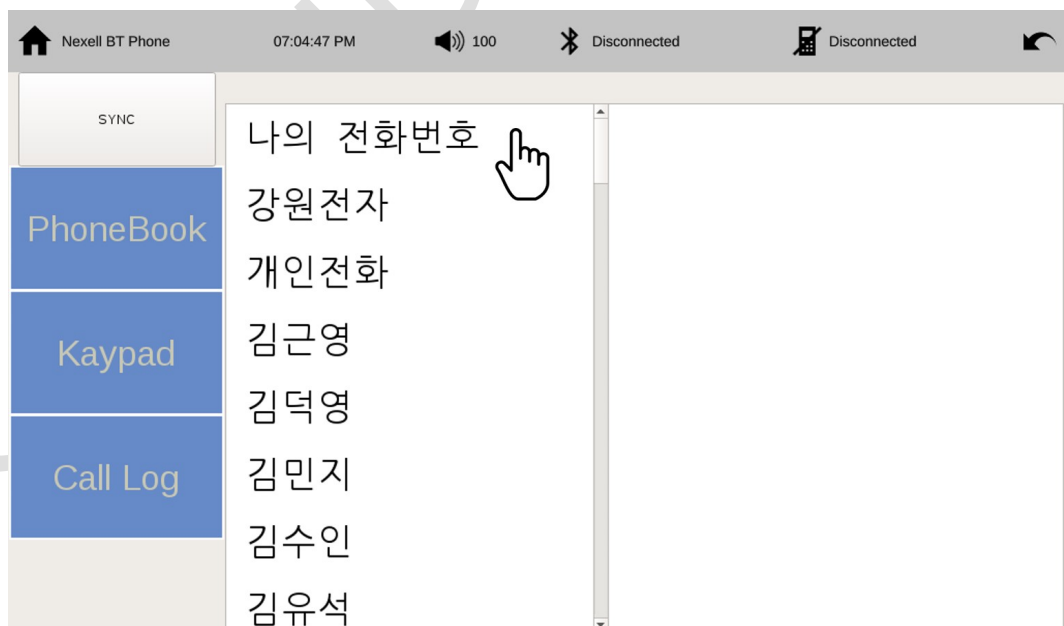 Nexell BT Phone 07:04:47 PM 100 Disconnected Disconnected
SYNC
PhoneBook
Kaypad
Call Log
나의 전화번호
강원전자
개인전화
김근영
김덕영
김민지
김수인
김유석